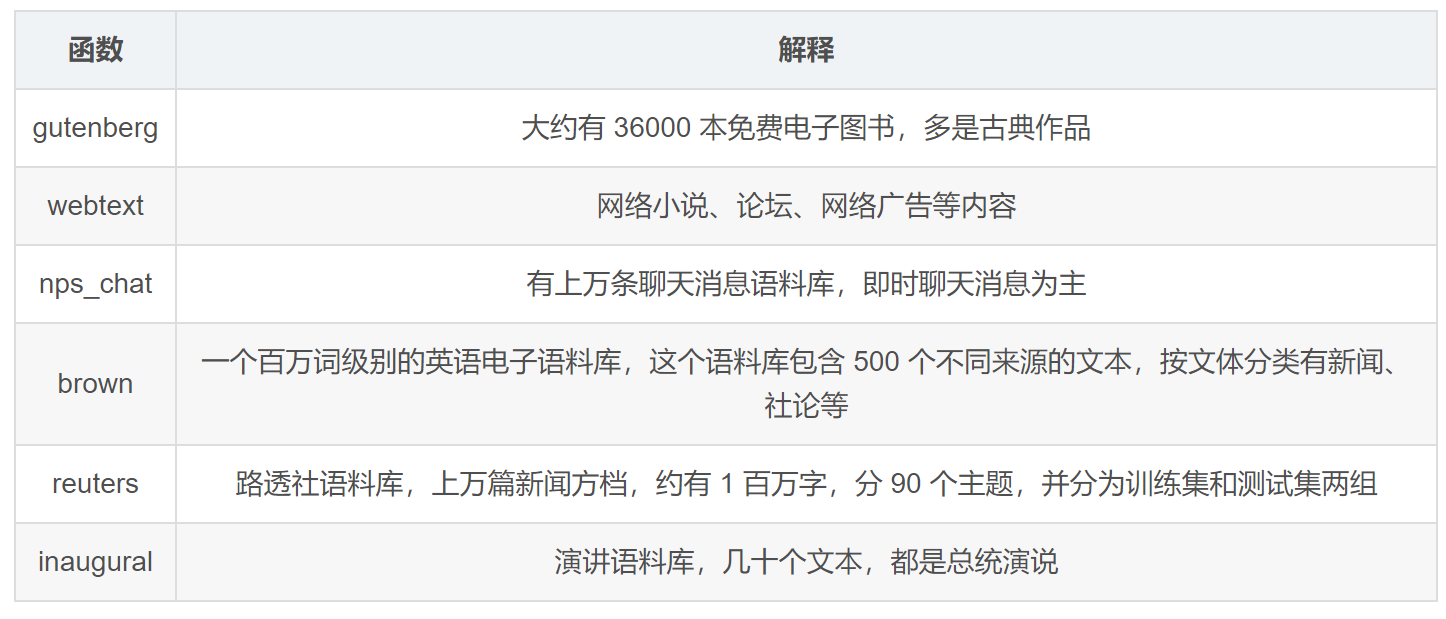 函数 解释
gutenberg 大约有 36000 本免费电子图书，多是古典作品
webtext 网络小说、论坛、网络广告等内容
nps_chat 有上万条聊天消息语料库，即时聊天消息为主
brown 一个百万词级别的英语电子语料库，这个语料库包含 500 个不同来源的文本，按文体分类有新闻、
社论等
reuters 路透社语料库，上万篇新闻方档，约有 1 百万字，分 90 个主题，并分为训练集和测试集两组
inaugural 演讲语料库，几十个文本，都是总统演说